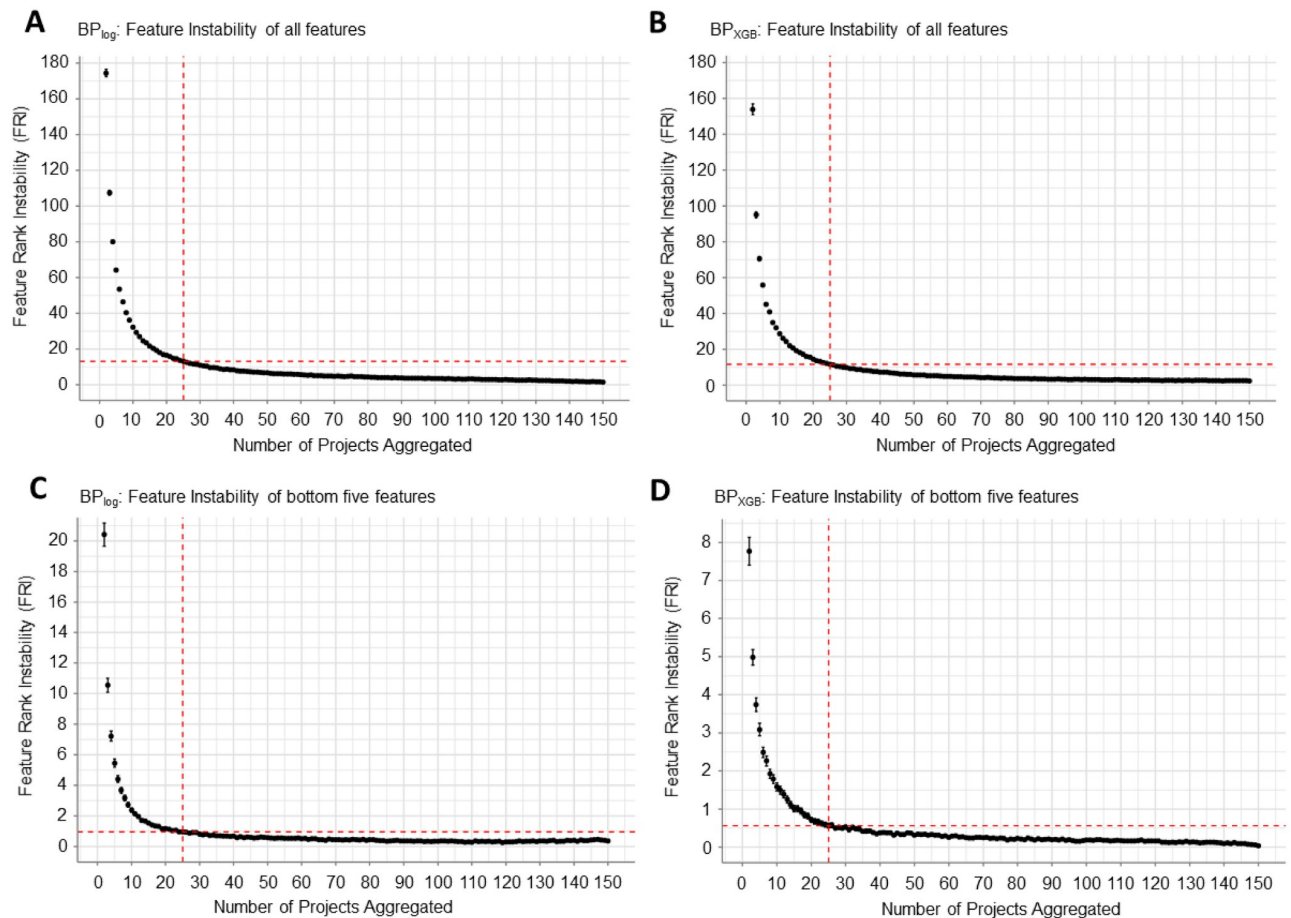 A
BP_log: Feature Instability of all features
Feature Rank Instability (FRI)
180
160
140
120
100
80
60
40
20
0
0 10 20 30 40 50 60 70 80 90 100 110 120 130 140 150
Number of Projects Aggregated
B
BP_XGB: Feature Instability of all features
Feature Rank Instability (FRI)
180
160
140
120
100
80
60
40
20
0
0 10 20 30 40 50 60 70 80 90 100 110 120 130 140 150
Number of Projects Aggregated
C
BP_log: Feature Instability of bottom five features
Feature Rank Instability (FRI)
20
18
16
14
12
10
8
6
4
2
0
0 10 20 30 40 50 60 70 80 90 100 110 120 130 140 150
Number of Projects Aggregated
D
BP_XGB: Feature Instability of bottom five features
Feature Rank Instability (FRI)
8
7
6
5
4
3
2
1
0
0 10 20 30 40 50 60 70 80 90 100 110 120 130 140 150
Number of Projects Aggregated